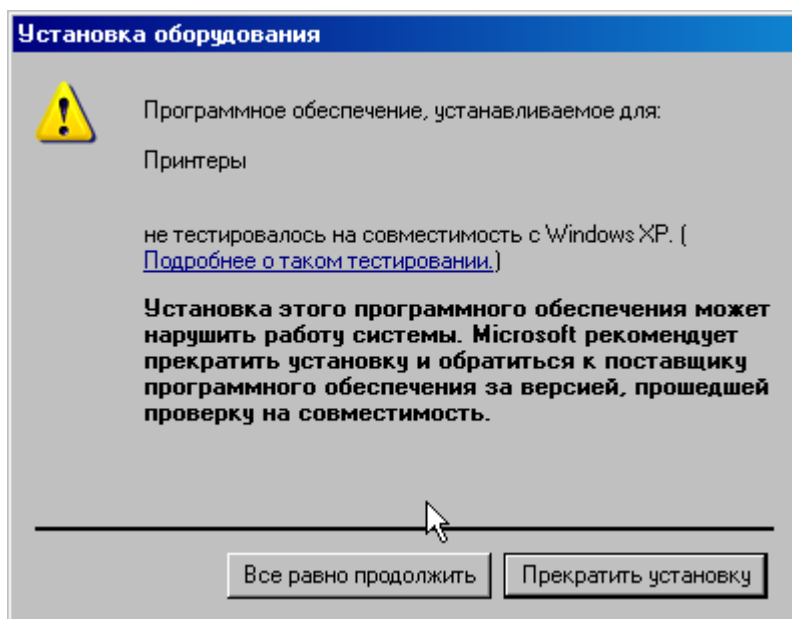 Установка оборудования
Программное обеспечение, устанавливаемое для:
Принтеры
не тестировалось на совместимость с Windows XP. (
Подробнее о таком тестировании.)
Установка этого программного обеспечения может
нарушить работу системы. Microsoft рекомендует
прекратить установку и обратиться к поставщику
программного обеспечения за версией, прошедшей
проверку на совместимость.
Все равно продолжить
Прекратить установку